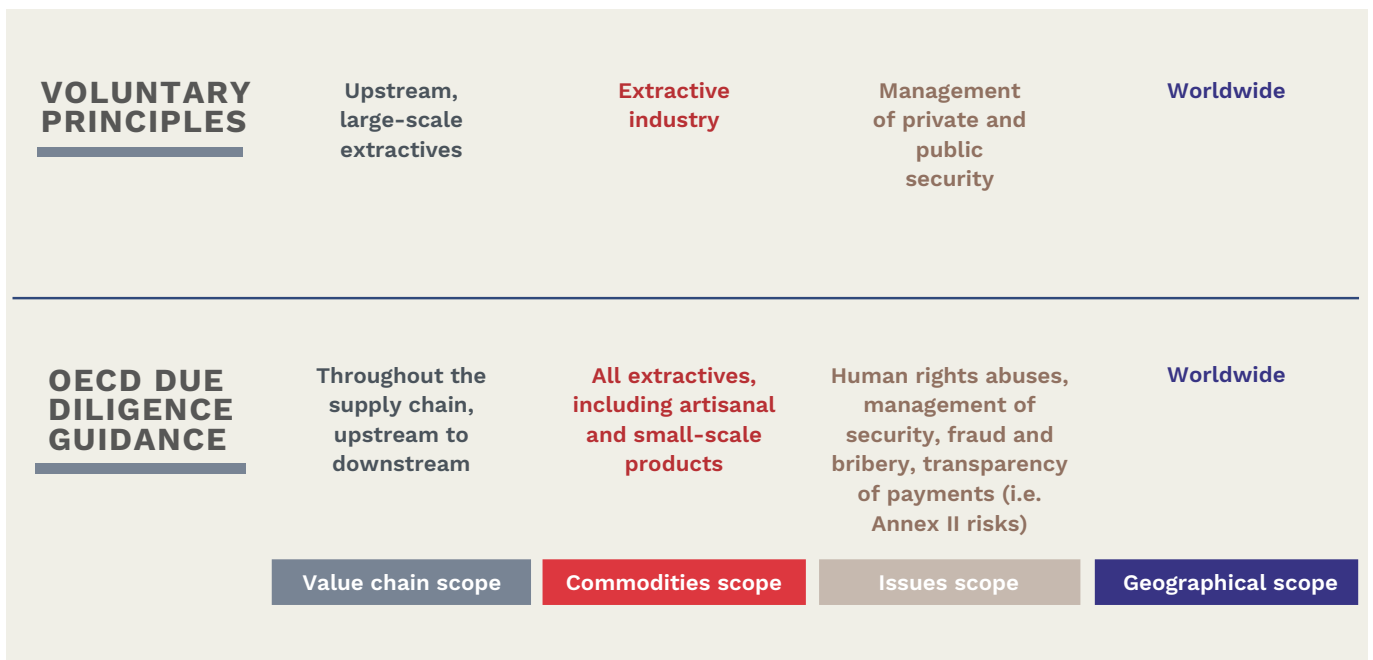 VOLUNTARY
PRINCIPLES
Upstream,
large-scale
extractives
Extractive
industry
Management
of private and
public
security
Worldwide
OECD DUE
DILIGENCE
GUIDANCE
Throughout the
supply chain,
upstream to
downstream
All extractives,
including artisanal
and small-scale
products
Human rights abuses,
management of
security, fraud and
bribery, transparency
of payments (i.e.
Annex II risks)
Worldwide
Value chain scope
Commodities scope
Issues scope
Geographical scope